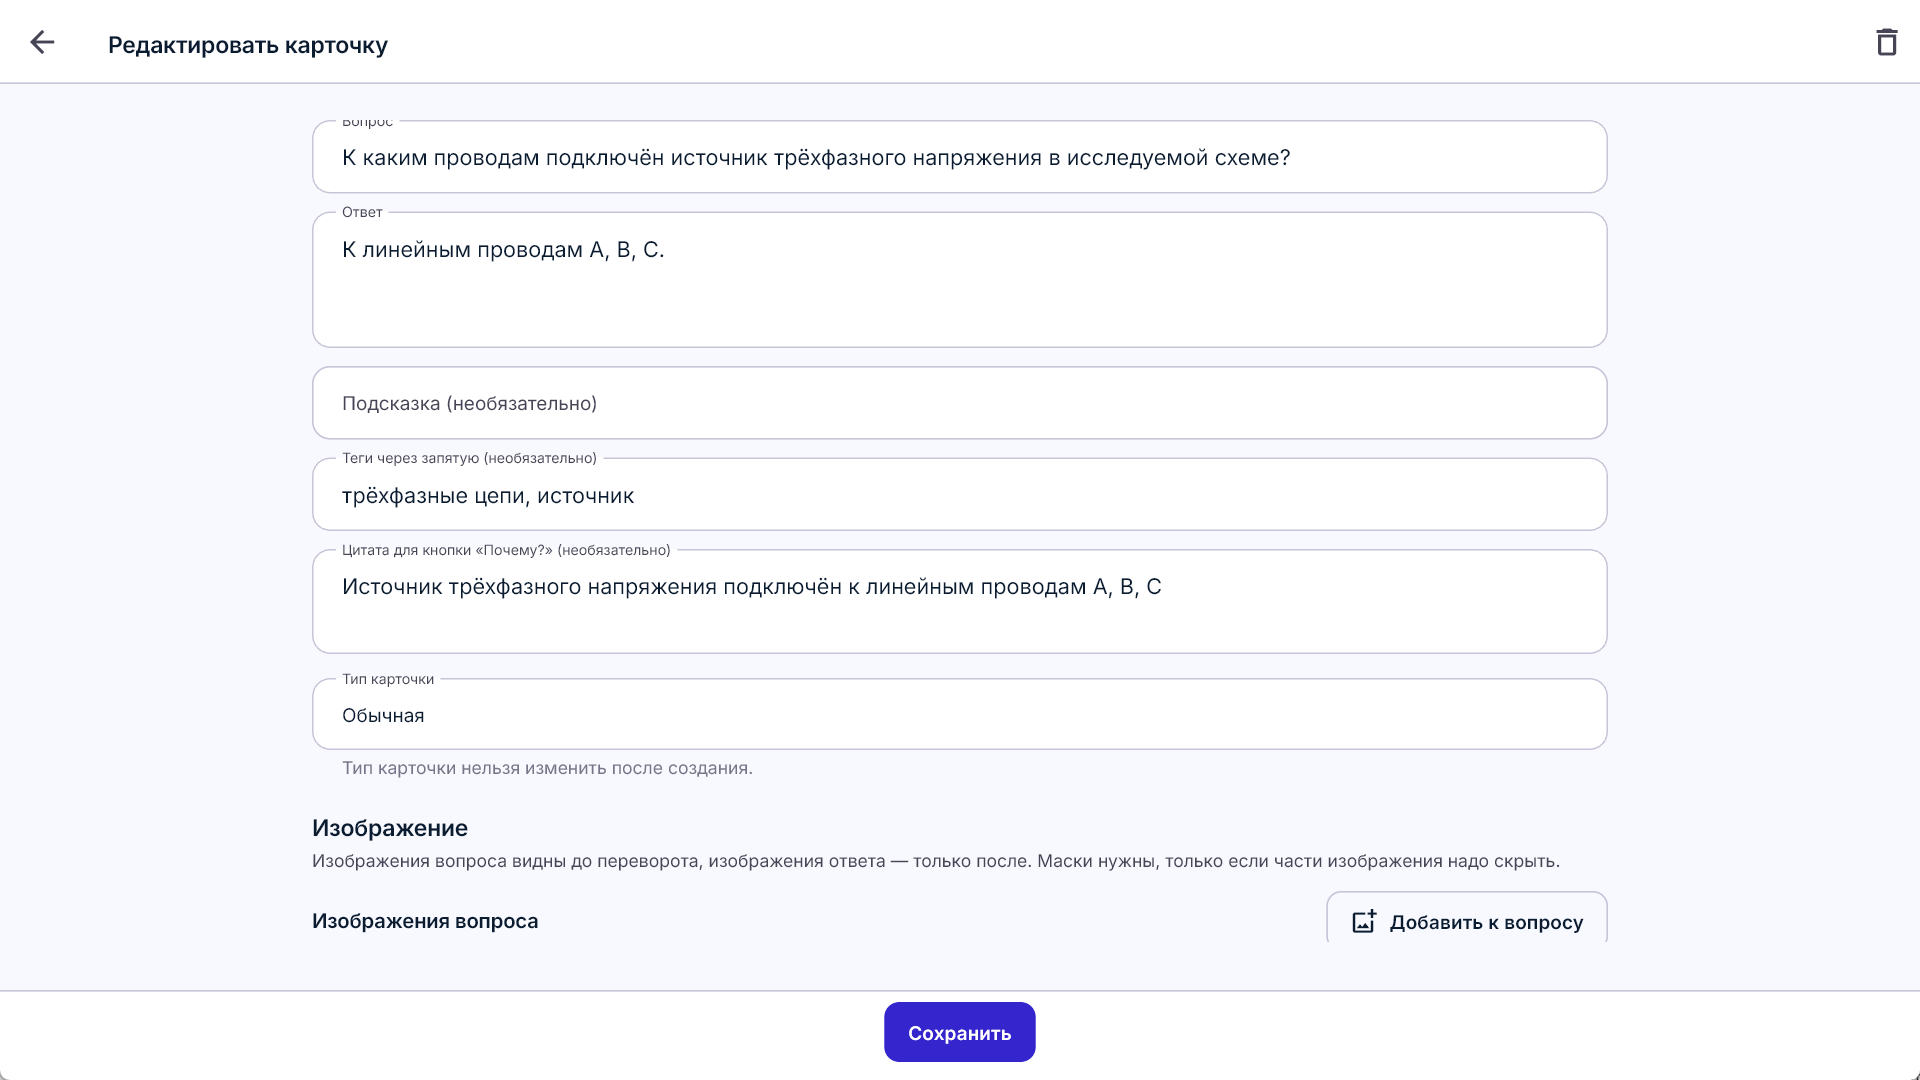 Редактировать карточку
Вопрос
К каким проводам подключён источник трёхфазного напряжения в исследуемой схеме?
Ответ
К линейным проводам A, B, C.
Подсказка (необязательно)
Теги через запятую (необязательно)
трёхфазные цепи, источник
Цитата для кнопки «Почему?» (необязательно)
Источник трёхфазного напряжения подключён к линейным проводам A, B, C
Тип карточки
Обычная
Тип карточки нельзя изменить после создания.
Изображение
Изображения вопроса видны до переворота, изображения ответа — только после. Маски нужны, только если части изображения надо скрыть.
Изображения вопроса
Добавить к вопросу
Сохранить